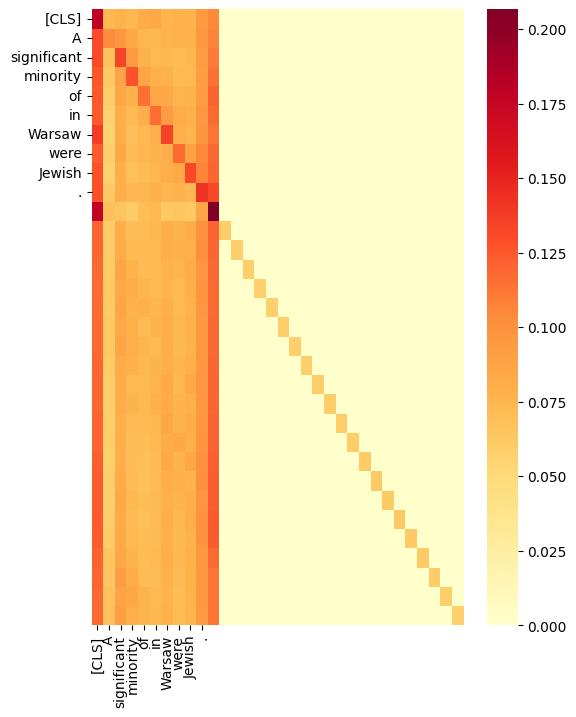 [CLS]
A
significant
minority
of
in
Warsaw
were
Jewish
.
0.200
0.175
0.150
0.125
0.100
0.075
0.050
0.025
0.000
[CLS]
A
significant
minority
of
in
Warsaw
were
Jewish
.